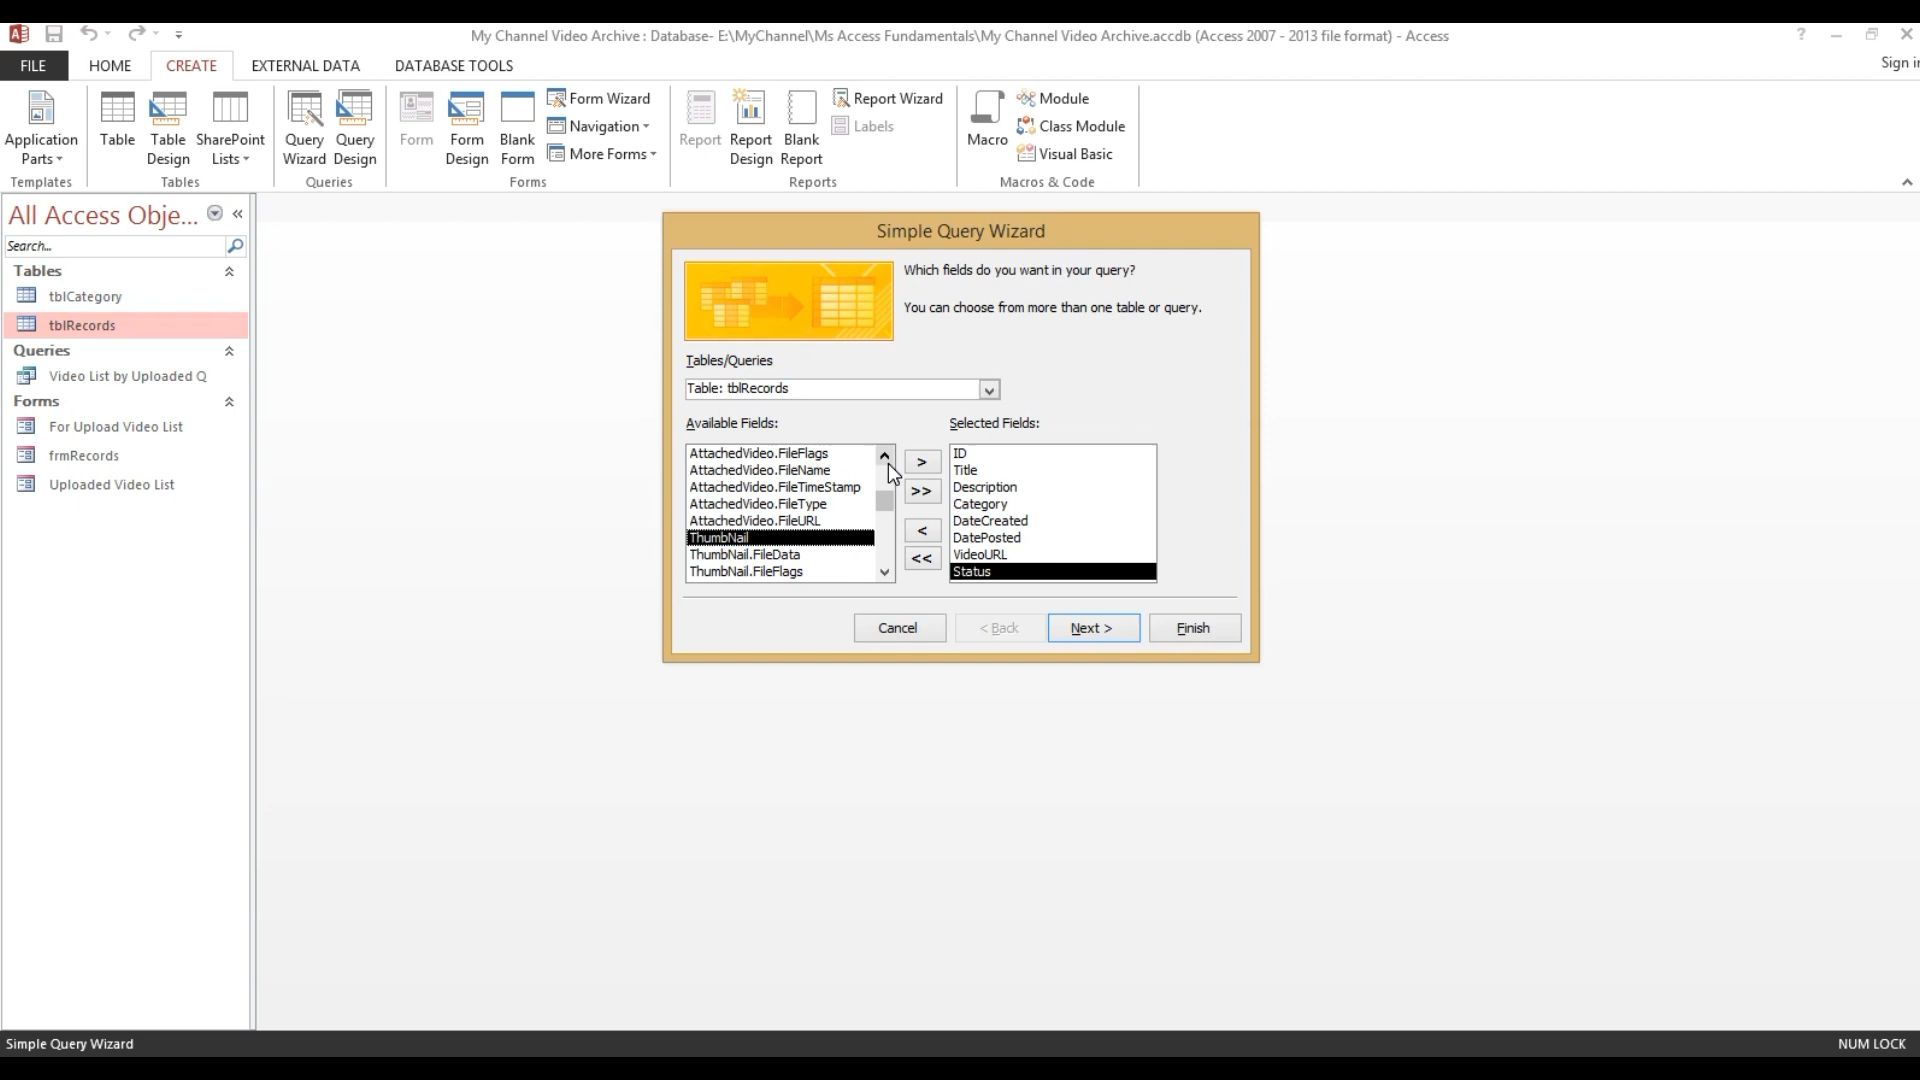 My Channel Video Archive : Database- E:\MyChannel\Ms Access Fundamentals\My Channel Video Archive.accdb (Access 2007 - 2013 file format) - Access
FILE HOME CREATE EXTERNAL DATA DATABASE TOOLS
Sign in
Application Parts
Table
Table Design
SharePoint Lists
Query Wizard
Query Design
Form
Form Design
Blank Form
Form Wizard
Navigation
More Forms
Report
Report Design
Blank Report
Report Wizard
Labels
Macro
Module
Class Module
Visual Basic
Templates
Tables
Queries
Forms
Reports
Macros & Code
All Access Obje...
Search...
Tables
tblCategory
tblRecords
Queries
Video List by Uploaded Q
Forms
For Upload Video List
frmRecords
Uploaded Video List
Simple Query Wizard
Which fields do you want in your query?
You can choose from more than one table or query.
Tables/Queries
Table: tblRecords
Available Fields:
AttachedVideo.FileFlags
AttachedVideo.FileName
AttachedVideo.FileTimeStamp
AttachedVideo.FileType
AttachedVideo.FileURL
ThumbNail
ThumbNail.FileData
ThumbNail.FileFlags
>
>>
<
<<
Selected Fields:
ID
Title
Description
Category
DateCreated
DatePosted
VideoURL
Status
Cancel
< Back
Next >
Finish
Simple Query Wizard
NUM LOCK